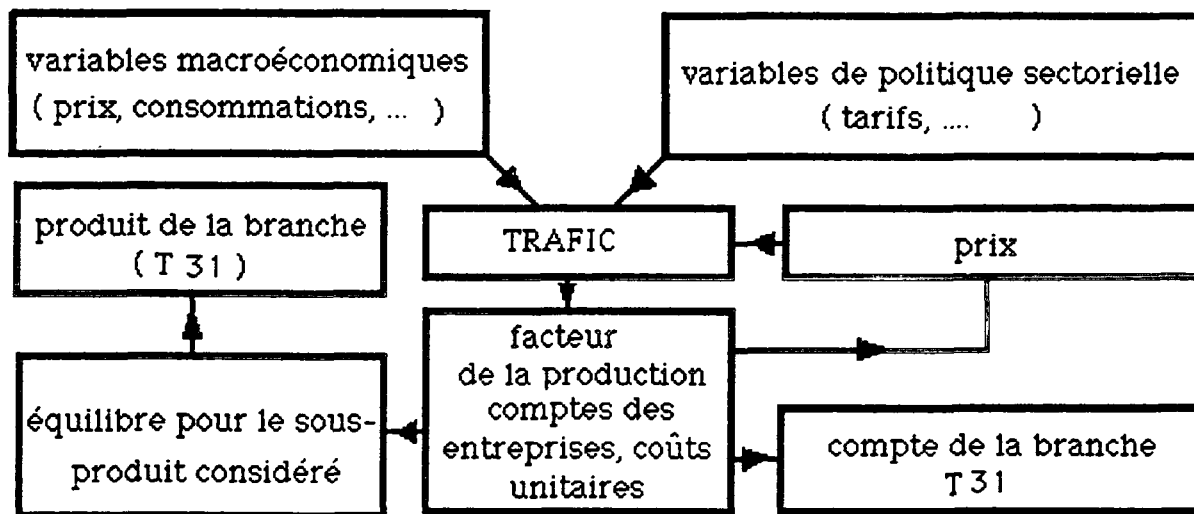 variables macroéconomiques
( prix, consommations, ... )
variables de politique sectorielle
( tarifs, .... )
produit de la branche
( T 31 )
TRAFIC
prix
facteur
de la production
comptes des
entreprises, coûts
unitaires
équilibre pour le sous-
produit considéré
compte de la branche
T 31